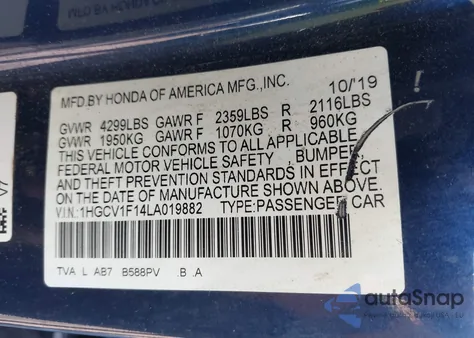 MFD.BY HONDA OF AMERICA MFG.,INC. 10/'19
GVWR 4299LBS GAWR F 2359LBS R 2116LBS
GVWR 1950KG GAWR F 1070KG R 960KG
THIS VEHICLE CONFORMS TO ALL APPLICABLE
FEDERAL MOTOR VEHICLE SAFETY BUMPER
AND THEFT PREVENTION STANDARDS IN EFFECT
ON THE DATE OF MANUFACTURE SHOWN ABOVE.
V.I.N:1HGCV1F14LA019882 TYPE:PASSENGER CAR
TVA L AB7 B588PV .B .A
autoSnap